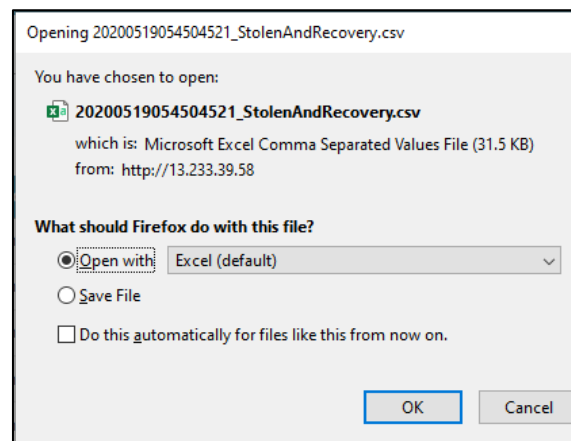 Opening 20200519054504521_StolenAndRecovery.csv
You have chosen to open:
20200519054504521_StolenAndRecovery.csv
which is: Microsoft Excel Comma Separated Values File (31.5 KB)
from: http://13.233.39.58
What should Firefox do with this file?
Open with Excel (default)
Save File
Do this automatically for files like this from now on.
OK Cancel